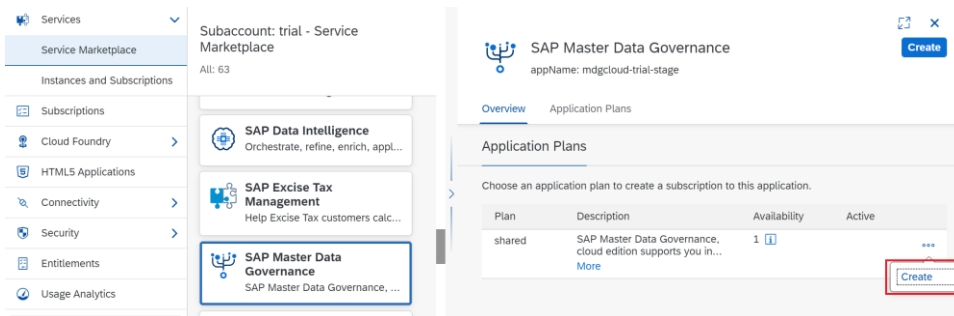 Services
Service Marketplace
Instances and Subscriptions
Subscriptions
Cloud Foundry
HTML5 Applications
Connectivity
Security
Entitlements
Usage Analytics
Subaccount: trial - Service
Marketplace
All: 63
SAP Data Intelligence
Orchestrate, refine, enrich, appl...
SAP Excise Tax
Management
Help Excise Tax customers calc...
SAP Master Data
Governance
SAP Master Data Governance, ...
SAP Master Data Governance
appName: mdgcloud-trial-stage
Create
Overview Application Plans
Application Plans
Choose an application plan to create a subscription to this application.
Plan Description Availability Active
shared SAP Master Data Governance, 1
cloud edition supports you in...
More
Create